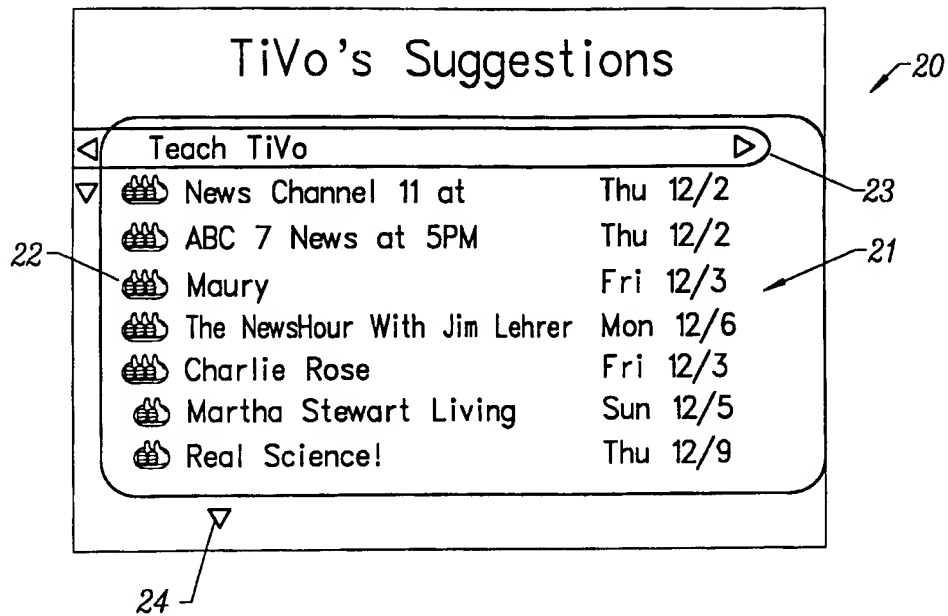 TiVo's Suggestions
20
Teach TiVo
23
News Channel 11 at Thu 12/2
ABC 7 News at 5PM Thu 12/2
22
21
Maury Fri 12/3
The NewsHour With Jim Lehrer Mon 12/6
Charlie Rose Fri 12/3
Martha Stewart Living Sun 12/5
Real Science! Thu 12/9
24